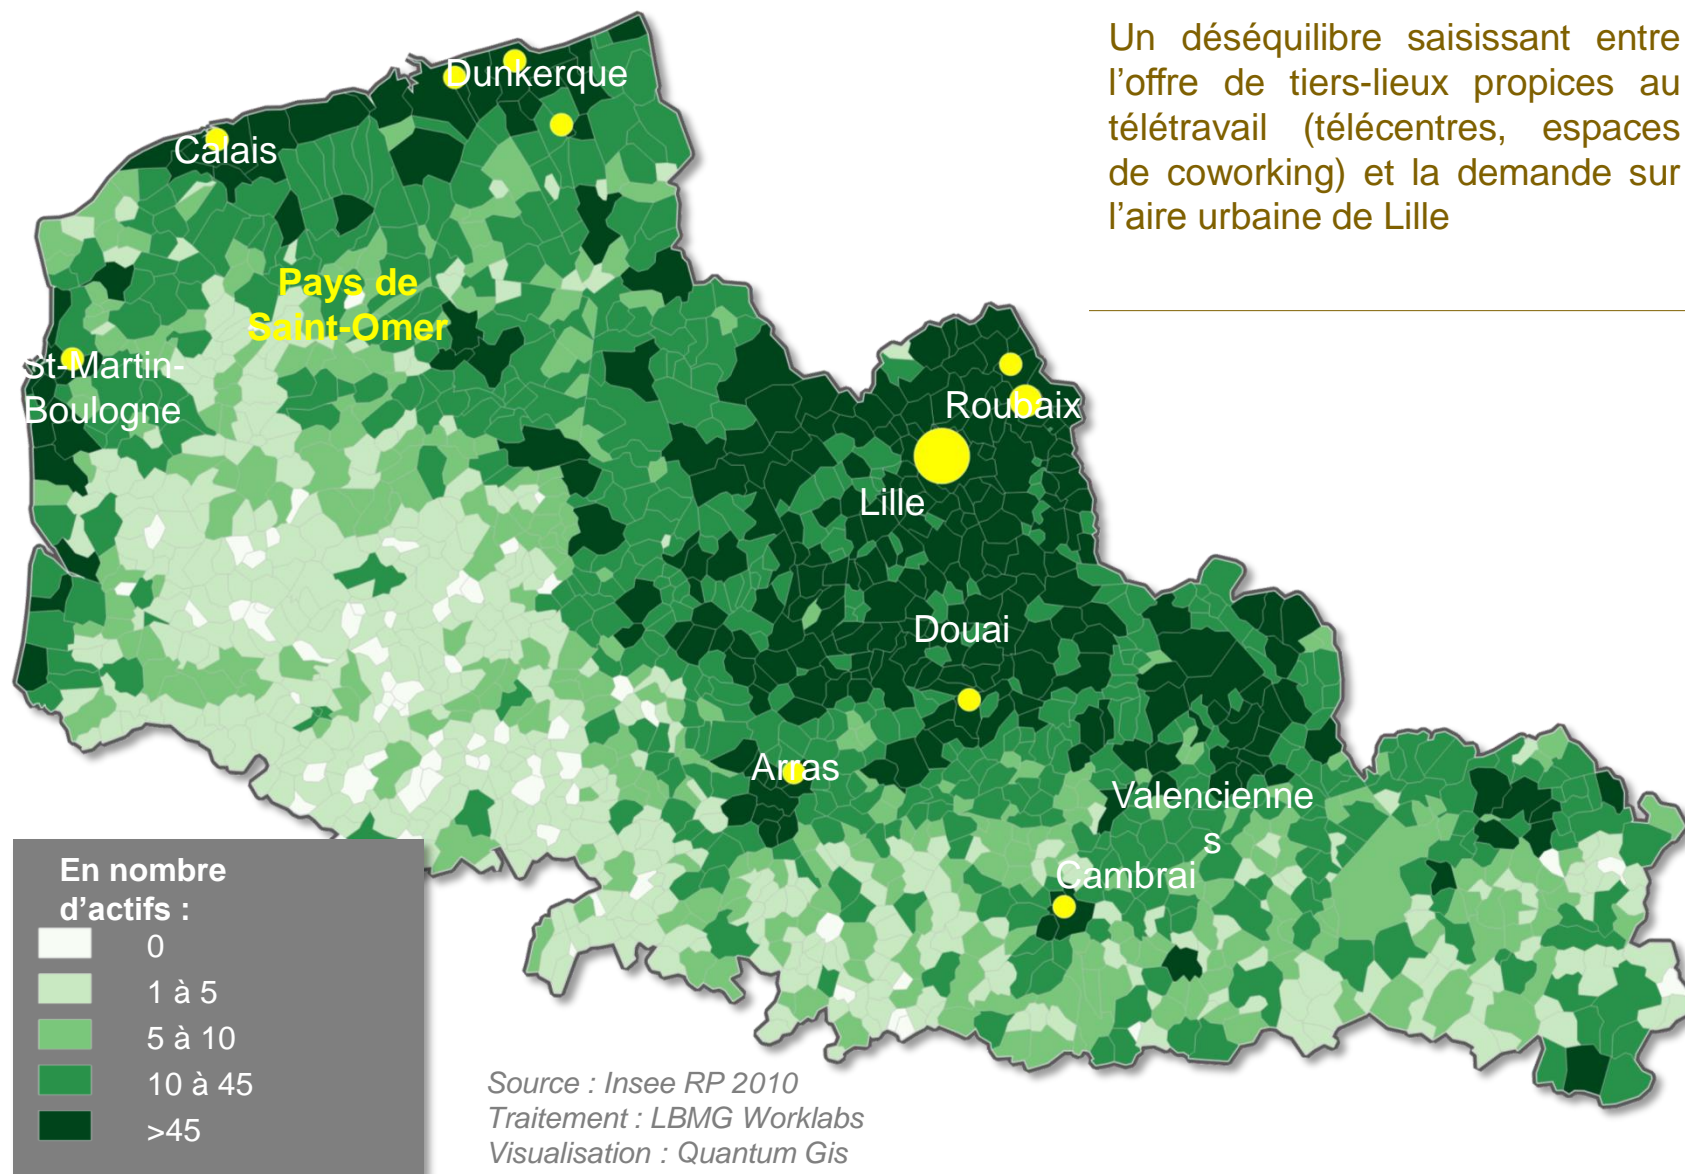 Un déséquilibre saisissant entre
l’offre de tiers-lieux propices au
télétravail (télécentres, espaces
de coworking) et la demande sur
l’aire urbaine de Lille
Dunkerque
Calais
Pays de
Saint-Omer
St-Martin-
Boulogne
Roubaix
Lille
Douai
Arras
Valencienne
s
Cambrai
En nombre
d’actifs :
0
1 à 5
5 à 10
10 à 45
>45
Source : Insee RP 2010
Traitement : LBMG Worklabs
Visualisation : Quantum Gis